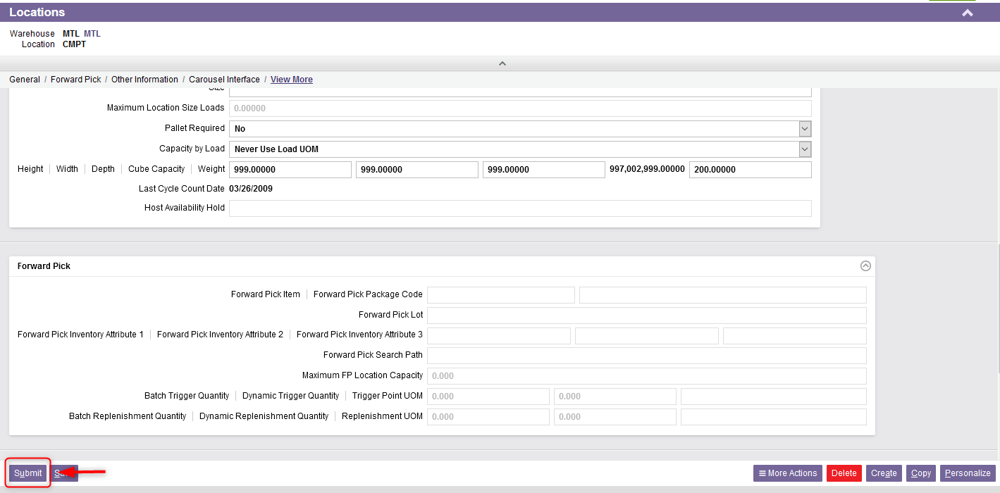 Locations
Warehouse MTL MTL
Location CMPT
General / Forward Pick / Other Information / Carousel Interface / View More
Size
Maximum Location Size Loads 0.00000
Pallet Required No
Capacity by Load Never Use Load UOM
Height | Width | Depth | Cube Capacity | Weight 999.00000 999.00000 999.00000 997,002,999.00000 200.00000
Last Cycle Count Date 03/26/2009
Host Availability Hold
Forward Pick
Forward Pick Item | Forward Pick Package Code
Forward Pick Lot
Forward Pick Inventory Attribute 1 | Forward Pick Inventory Attribute 2 | Forward Pick Inventory Attribute 3
Forward Pick Search Path
Maximum FP Location Capacity 0.000
Batch Trigger Quantity | Dynamic Trigger Quantity | Trigger Point UOM 0.000 0.000
Batch Replenishment Quantity | Dynamic Replenishment Quantity | Replenishment UOM 0.000 0.000
Submit More Actions Delete Create Copy Personalize